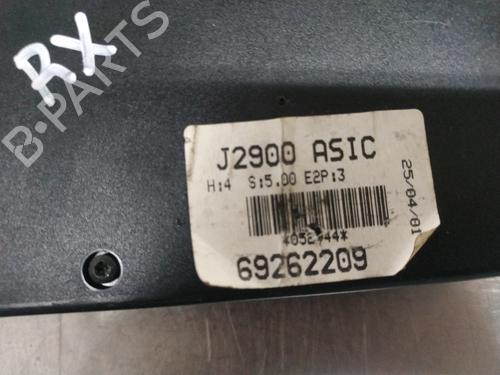 RX
B-PARTS
J2900 ASIC
H:4 S:5.00 E2P:3
69262209
25/04/01